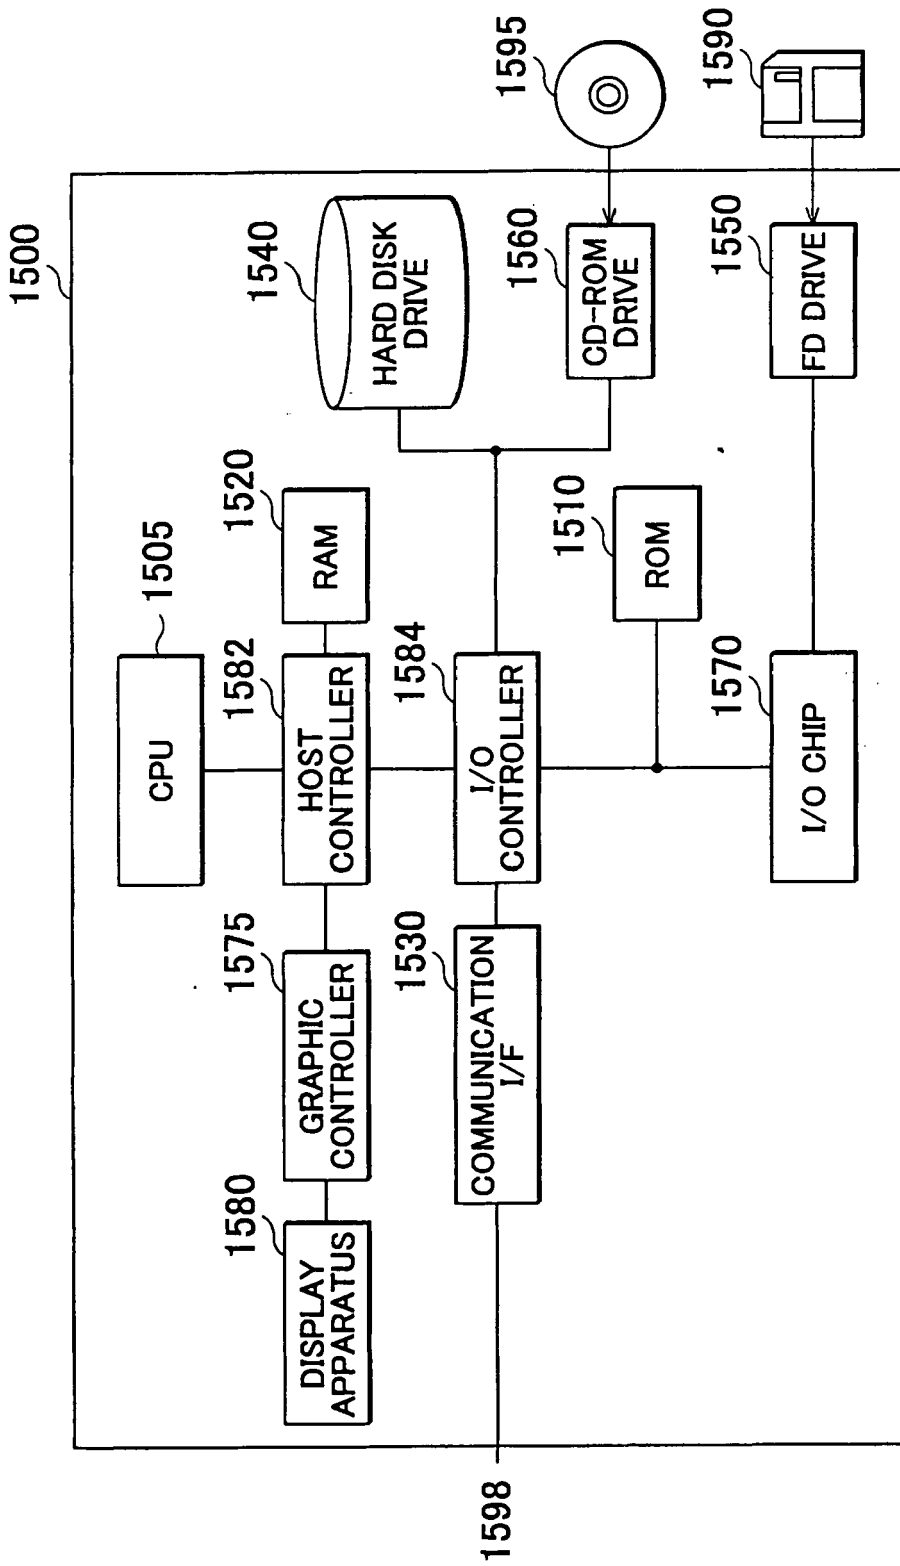 1500
1505
CPU
1582
HOST
CONTROLLER
1520
RAM
1575
GRAPHIC
CONTROLLER
1580
DISPLAY
APPARATUS
1540
HARD DISK
DRIVE
1584
I/O
CONTROLLER
1530
COMMUNICATION
I/F
1598
1560
CD-ROM
DRIVE
1595
1510
ROM
1570
I/O CHIP
1550
FD DRIVE
1590